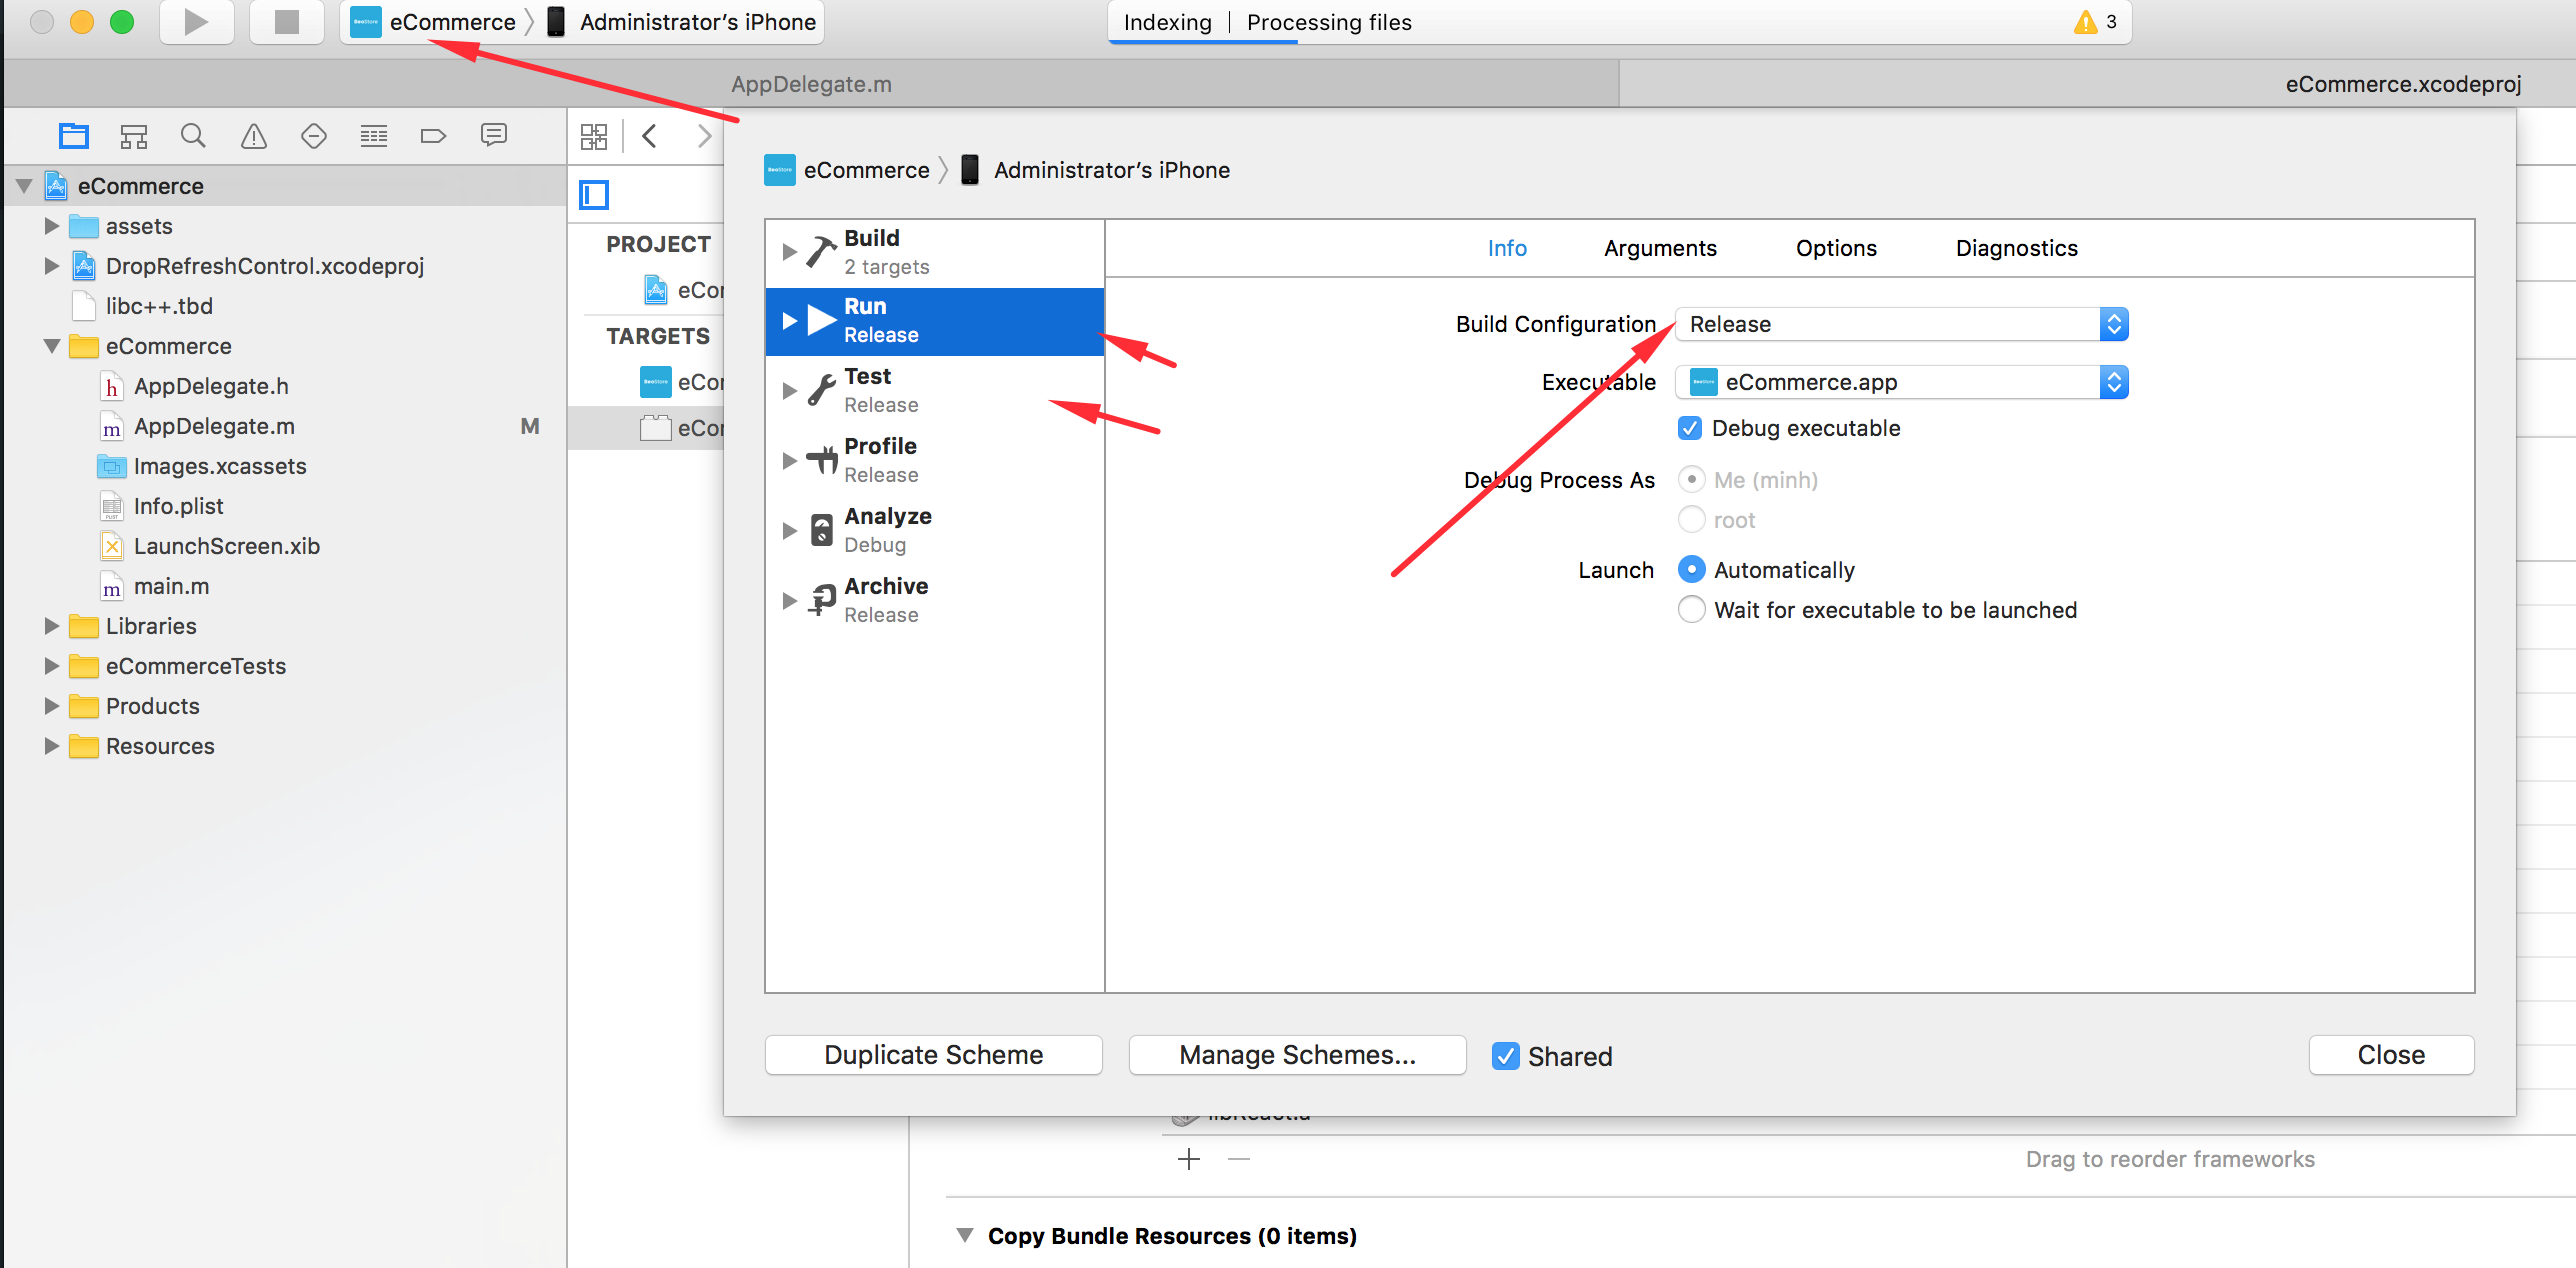 eCommerce Administrator's iPhone
Indexing | Processing files
3
AppDelegate.m
eCommerce.xcodeproj
eCommerce
assets
DropRefreshControl.xcodeproj
libc++.tbd
eCommerce
AppDelegate.h
AppDelegate.m M
Images.xcassets
Info.plist
LaunchScreen.xib
main.m
Libraries
eCommerceTests
Products
Resources
PROJECT
eCor
TARGETS
eCor
eCor
eCommerce Administrator's iPhone
Build
2 targets
Run
Release
Test
Release
Profile
Release
Analyze
Debug
Archive
Release
Info Arguments Options Diagnostics
Build Configuration Release
Executable eCommerce.app
Debug executable
Debug Process As Me (minh)
root
Launch Automatically
Wait for executable to be launched
Duplicate Scheme Manage Schemes... Shared Close
Drag to reorder frameworks
Copy Bundle Resources (0 items)